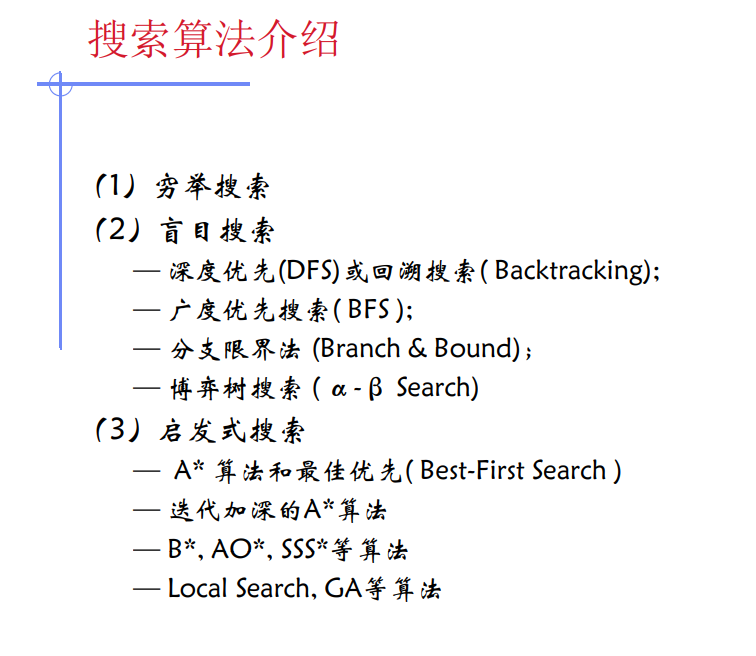 搜索算法介绍
(1) 穷举搜索
(2) 盲目搜索
— 深度优先(DFS)或回溯搜索( Backtracking);
— 广度优先搜索( BFS );
— 分支限界法 (Branch & Bound) ;
— 博弈树搜索 ( α - β Search)
(3) 启发式搜索
— A* 算法和最佳优先( Best-First Search )
— 迭代加深的A*算法
— B*, AO*, SSS*等算法
— Local Search, GA等算法